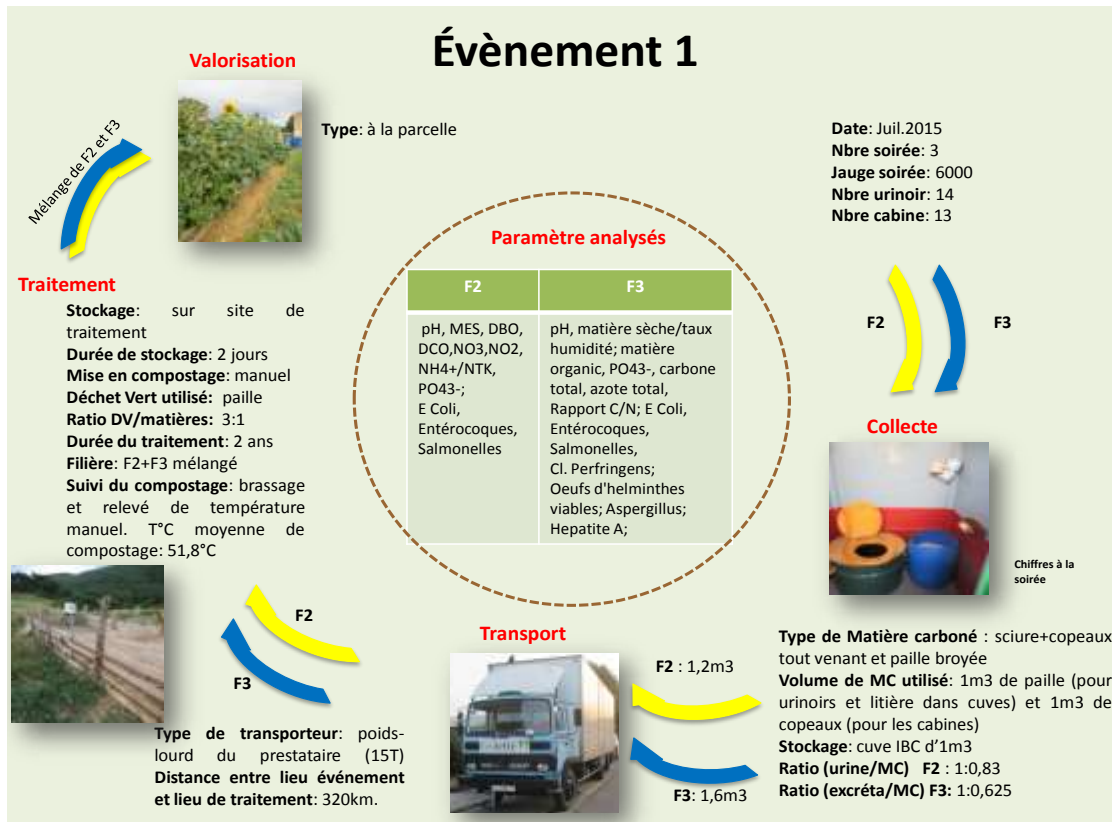 Évènement 1
Valorisation
Type: à la parcelle
Mélange de F2 et F3
Date: Juil.2015
Nbre soirée: 3
Jauge soirée: 6000
Nbre urinoir: 14
Nbre cabine: 13
F2
F3
Collecte
Chiffres à la
soirée
Type de Matière carboné : sciure+copeaux
tout venant et paille broyée
Volume de MC utilisé: 1m3 de paille (pour
urinoirs et litière dans cuves) et 1m3 de
copeaux (pour les cabines)
Stockage: cuve IBC d'1m3
Ratio (urine/MC) F2 : 1:0,83
Ratio (excréta/MC) F3: 1:0,625
Paramètre analysés
F2
F3
pH, MES, DBO,
DCO,NO3,NO2,
NH4+/NTK,
PO43-;
E Coli,
Entérocoques,
Salmonelles
pH, matière sèche/taux
humidité; matière
organic, PO43-, carbone
total, azote total,
Rapport C/N; E Coli,
Entérocoques,
Salmonelles,
Cl. Perfringens;
Oeufs d'helminthes
viables; Aspergillus;
Hepatite A;
Transport
F2 : 1,2m3
F3: 1,6m3
Type de transporteur: poids-
lourd du prestataire (15T)
Distance entre lieu événement
et lieu de traitement: 320km.
F2
F3
Traitement
Stockage: sur site de
traitement
Durée de stockage: 2 jours
Mise en compostage: manuel
Déchet Vert utilisé: paille
Ratio DV/matières: 3:1
Durée du traitement: 2 ans
Filière: F2+F3 mélangé
Suivi du compostage: brassage
et relevé de température
manuel. T°C moyenne de
compostage: 51,8°C